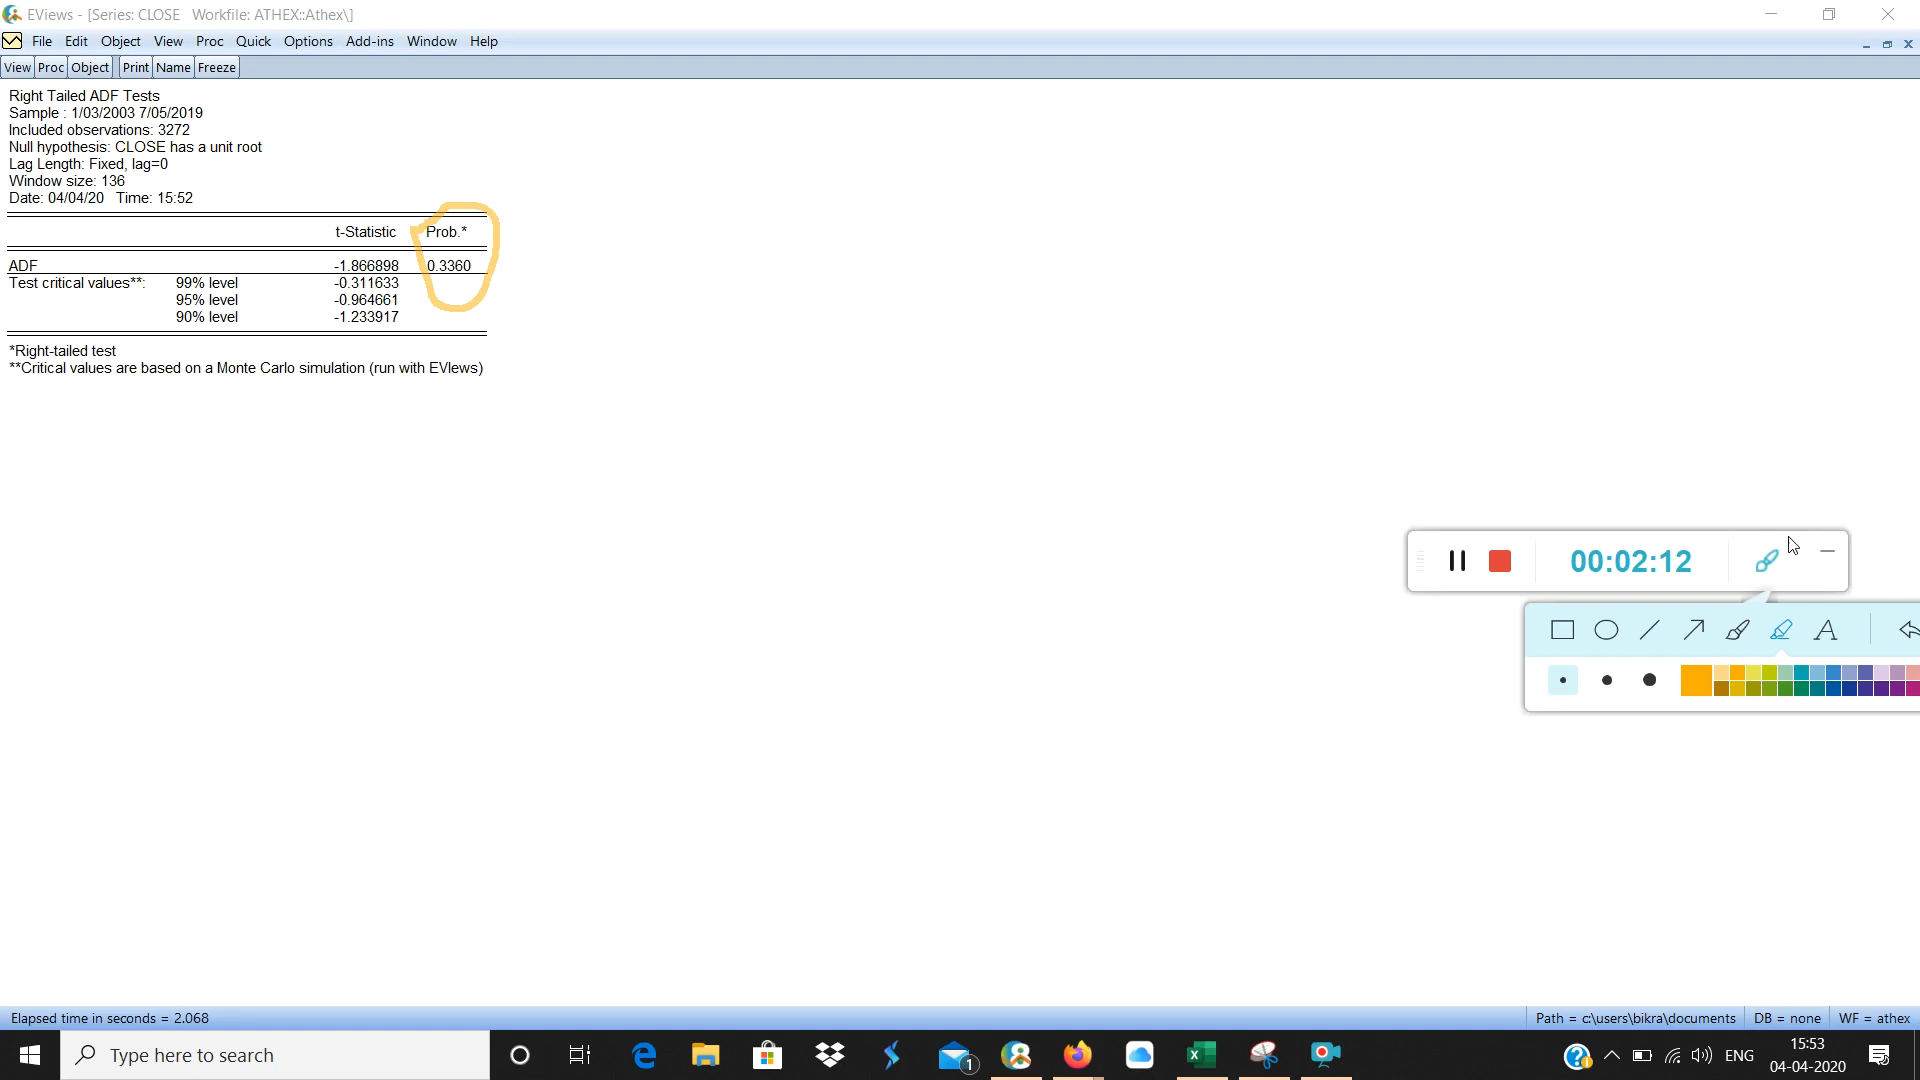 EViews - [Series: CLOSE Workfile: ATHEX::Athex\]
File Edit Object View Proc Quick Options Add-ins Window Help
View Proc Object Print Name Freeze
Right Tailed ADF Tests
Sample : 1/03/2003 7/05/2019
Included observations: 3272
Null hypothesis: CLOSE has a unit root
Lag Length: Fixed, lag=0
Window size: 136
Date: 04/04/20 Time: 15:52
t-Statistic Prob.*
ADF -1.866898 0.3360
Test critical values**: 99% level -0.311633
95% level -0.964661
90% level -1.233917
*Right-tailed test
**Critical values are based on a Monte Carlo simulation (run with EVIews)
00:02:12
A
Elapsed time in seconds = 2.068 Path = c:\users\bikra\documents DB = none WF = athex
Type here to search 1 ENG 15:53
04-04-2020